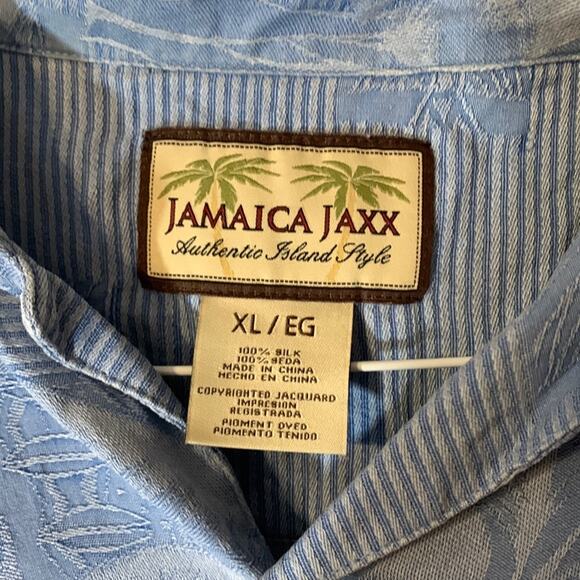 JAMAICA JAXX
Authentic Island Style
XL / EG
100% SILK
100% SEDA
MADE IN CHINA
HECHO EN CHINA
COPYRIGHTED JACQUARD
IMPRESION
REGISTRADA
PIGMENT DYED
PIGMENTO TENIDO